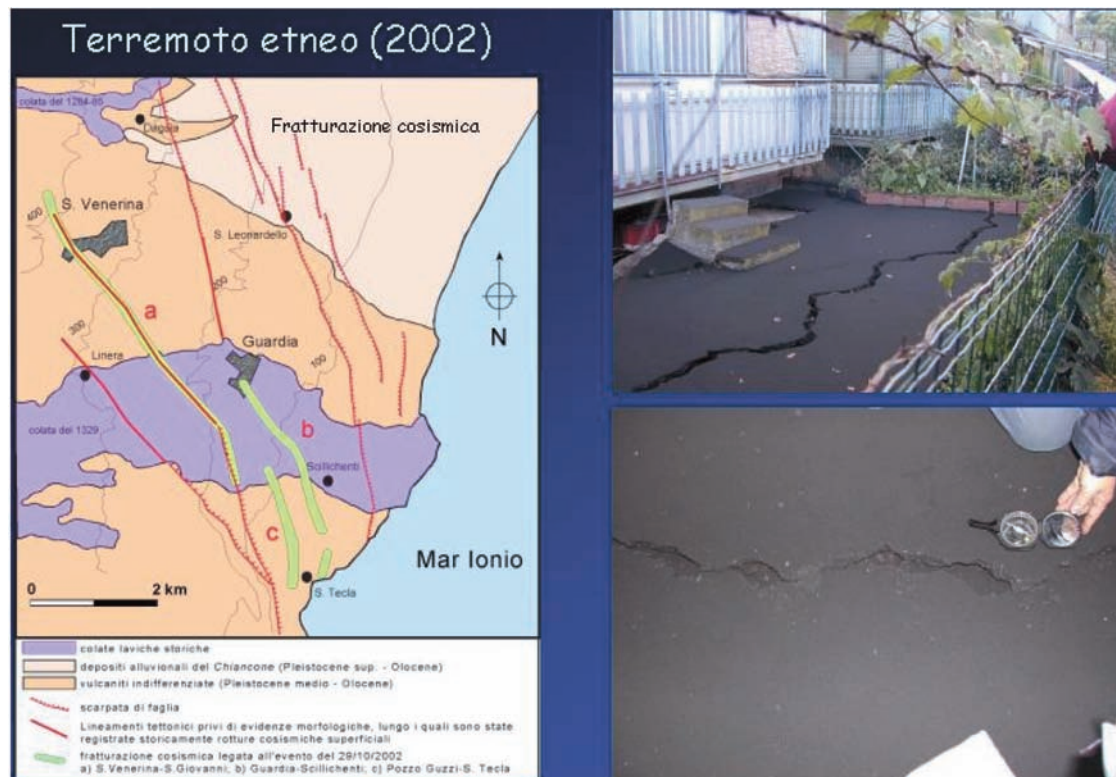 Terremoto etneo (2002)
colata del 1284-85
Dagala
Fratturazione cosismica
S. Venerina
400
S. Leonardello
200
a
N
300
Guardia
Linera
100
colata del 1329
b
Scillichenti
c
Mar Ionio
0 2 km
S. Tecla
colate laviche storiche
depositi alluvionali del Chiancone (Pleistocene sup. - Olocene)
vulcaniti indifferenziate (Pleistocene medio - Olocene)
scarpata di faglia
Lineamenti tettonici privi di evidenze morfologiche, lungo i quali sono state
registrate storicamente rotture cosismiche superficiali
fratturazione cosismica legata all'evento del 29/10/2002
a) S.Venerina-S.Giovanni; b) Guardia-Scillichenti; c) Pozzo Guzzi-S. Tecla